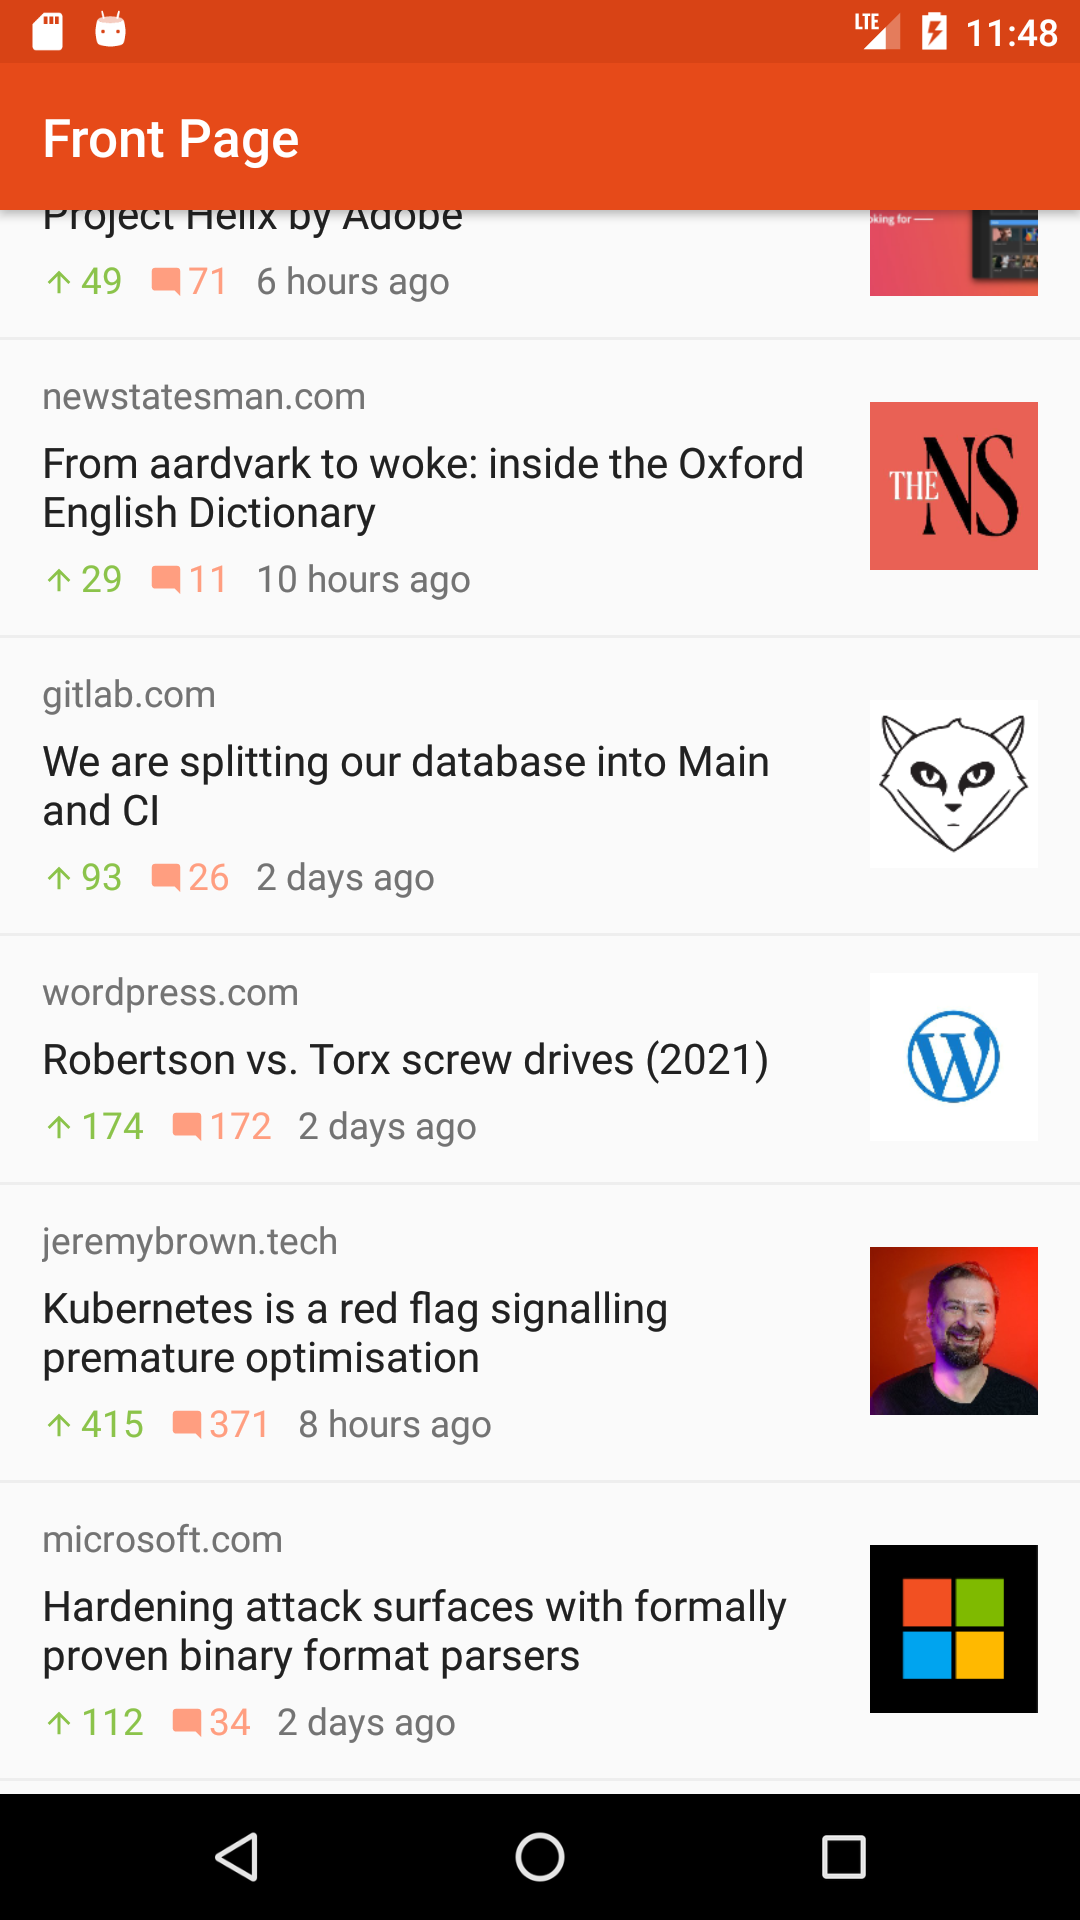 LTE 11:48
Front Page
Project Helix by Adobe
oking for
49 71 6 hours ago
newstatesman.com
From aardvark to woke: inside the Oxford
English Dictionary
THE NS
29 11 10 hours ago
gitlab.com
We are splitting our database into Main
and CI
93 26 2 days ago
wordpress.com
Robertson vs. Torx screw drives (2021)
W
174 172 2 days ago
jeremybrown.tech
Kubernetes is a red flag signalling
premature optimisation
415 371 8 hours ago
microsoft.com
Hardening attack surfaces with formally
proven binary format parsers
112 34 2 days ago